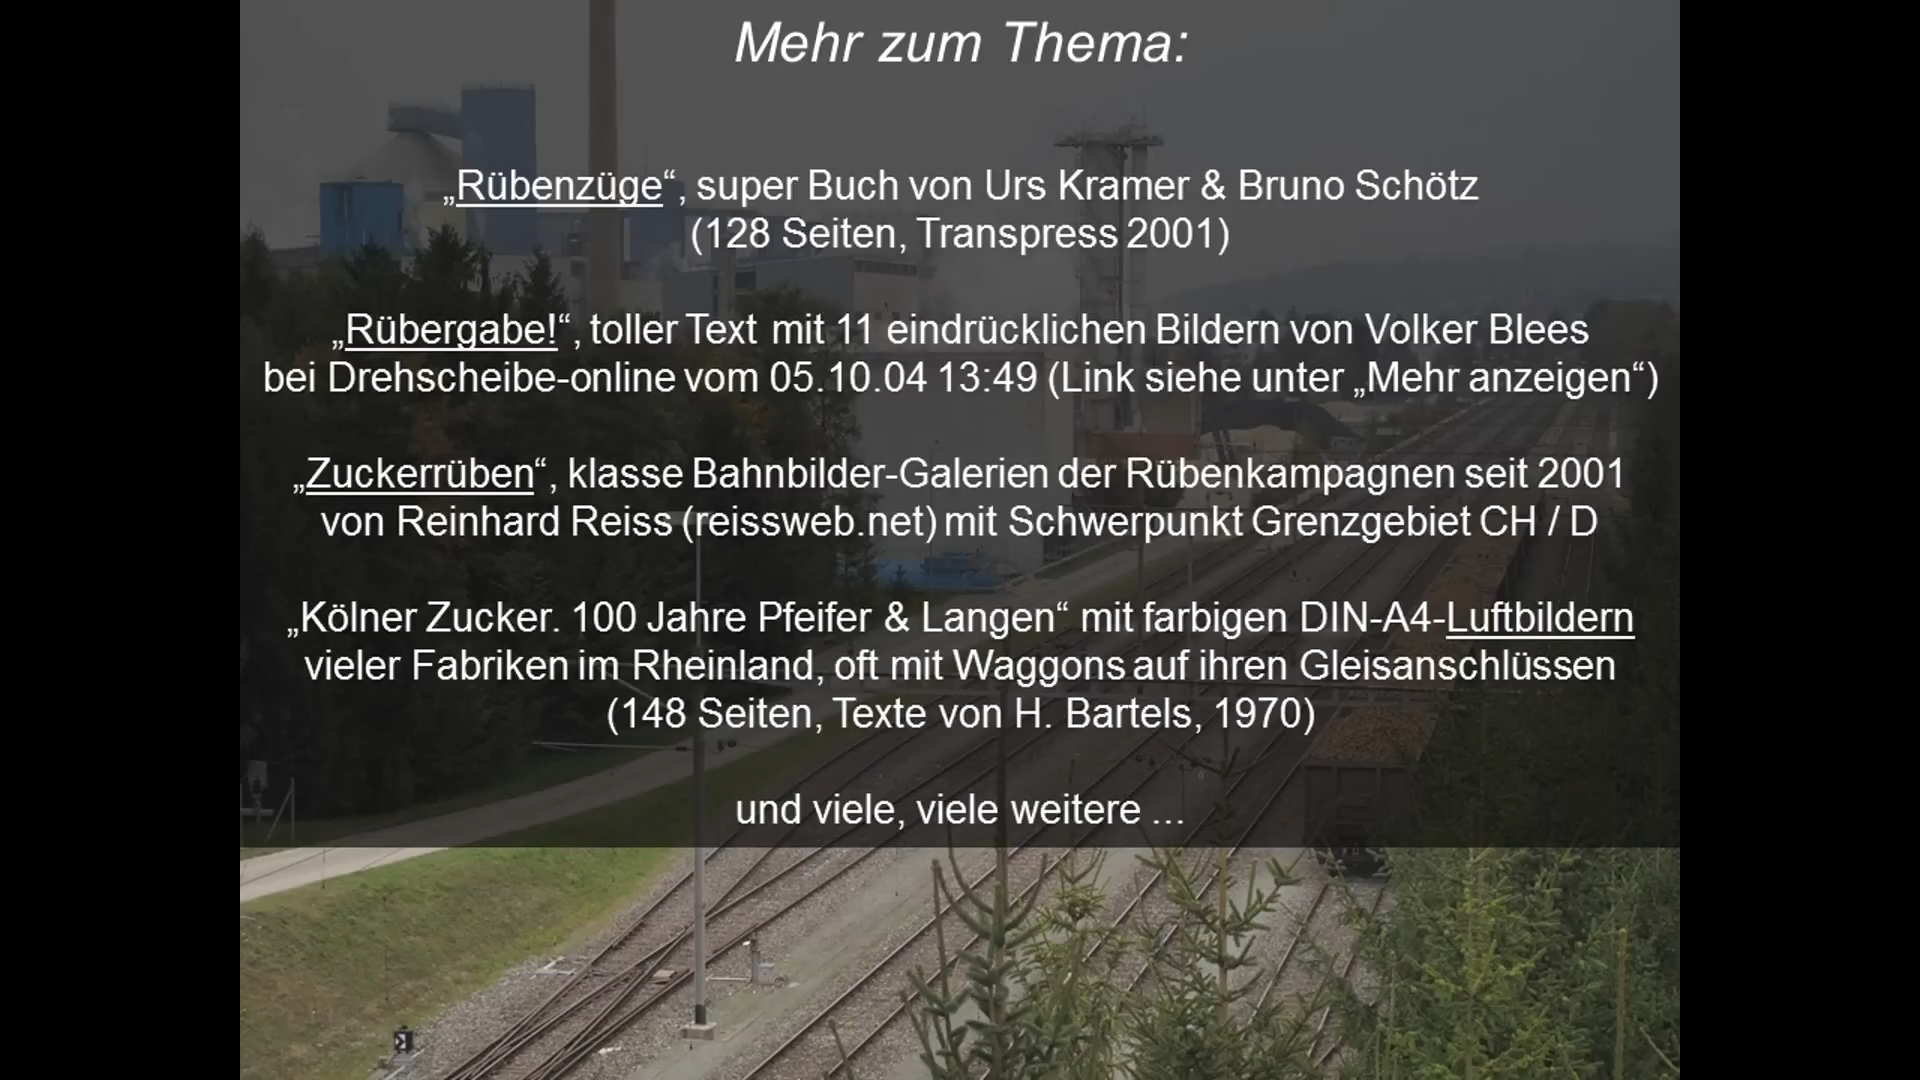 Mehr zum Thema:
„Rübenzüge“, super Buch von Urs Kramer & Bruno Schötz
(128 Seiten, Transpress 2001)
„Rübergabe!“, toller Text mit 11 eindrücklichen Bildern von Volker Blees
bei Drehscheibe-online vom 05.10.04 13:49 (Link siehe unter „Mehr anzeigen“)
„Zuckerrüben“, klasse Bahnbilder-Galerien der Rübenkampagnen seit 2001
von Reinhard Reiss (reissweb.net) mit Schwerpunkt Grenzgebiet CH / D
„Kölner Zucker. 100 Jahre Pfeifer & Langen“ mit farbigen DIN-A4-Luftbildern
vieler Fabriken im Rheinland, oft mit Waggons auf ihren Gleisanschlüssen
(148 Seiten, Texte von H. Bartels, 1970)
und viele, viele weitere ...